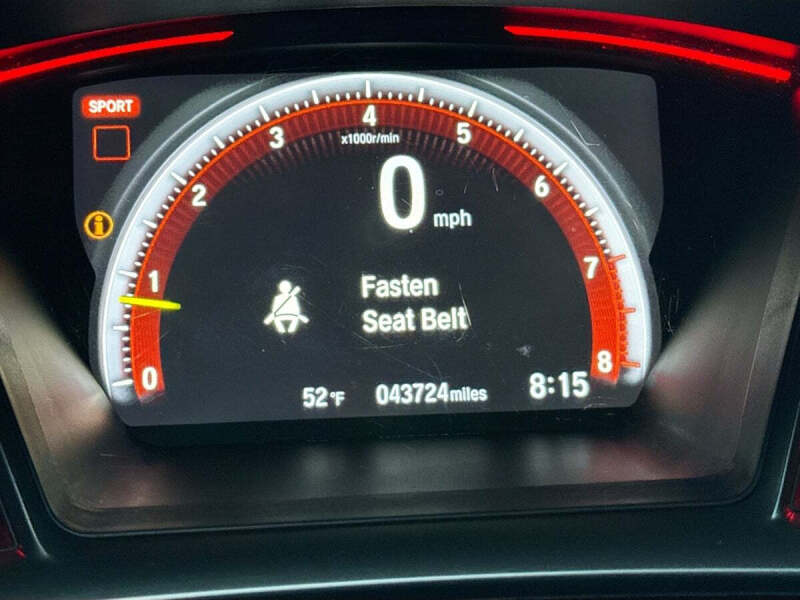 SPORT
4
3
5
x1000r/min
2
6
0 mph
i
7
1
Fasten
Seat Belt
8
0
52°F
043724miles
8:15